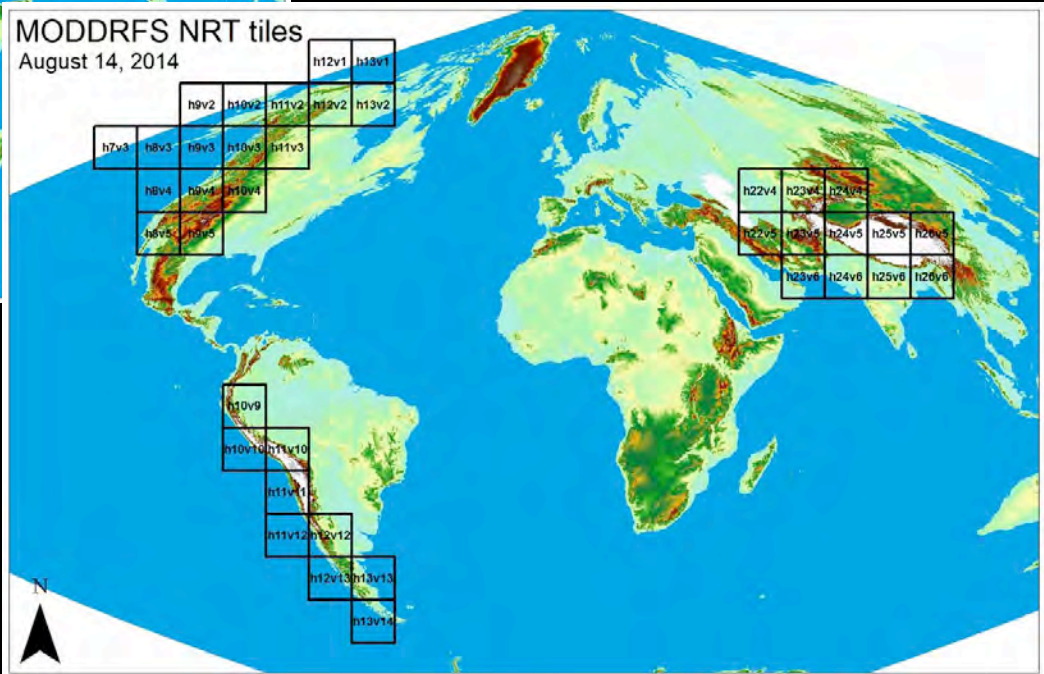 MODDRFS NRT tiles
August 14, 2014
h12v1 h13v1
h9v2 h10v2 h11v2 h12v2 h13v2
h7v3 h8v3 h9v3 h10v3 h11v3
h8v4 h9v4 h10v4
h22v4 h23v4 h24v4
h8v5 h9v5
h22v5 h23v5 h24v5 h25v5 h26v5
h23v6 h24v6 h25v6 h26v6
h10v9
h10v10 h11v10
h11v11
h11v12 h12v12
h12v13 h13v13
h13v14
N